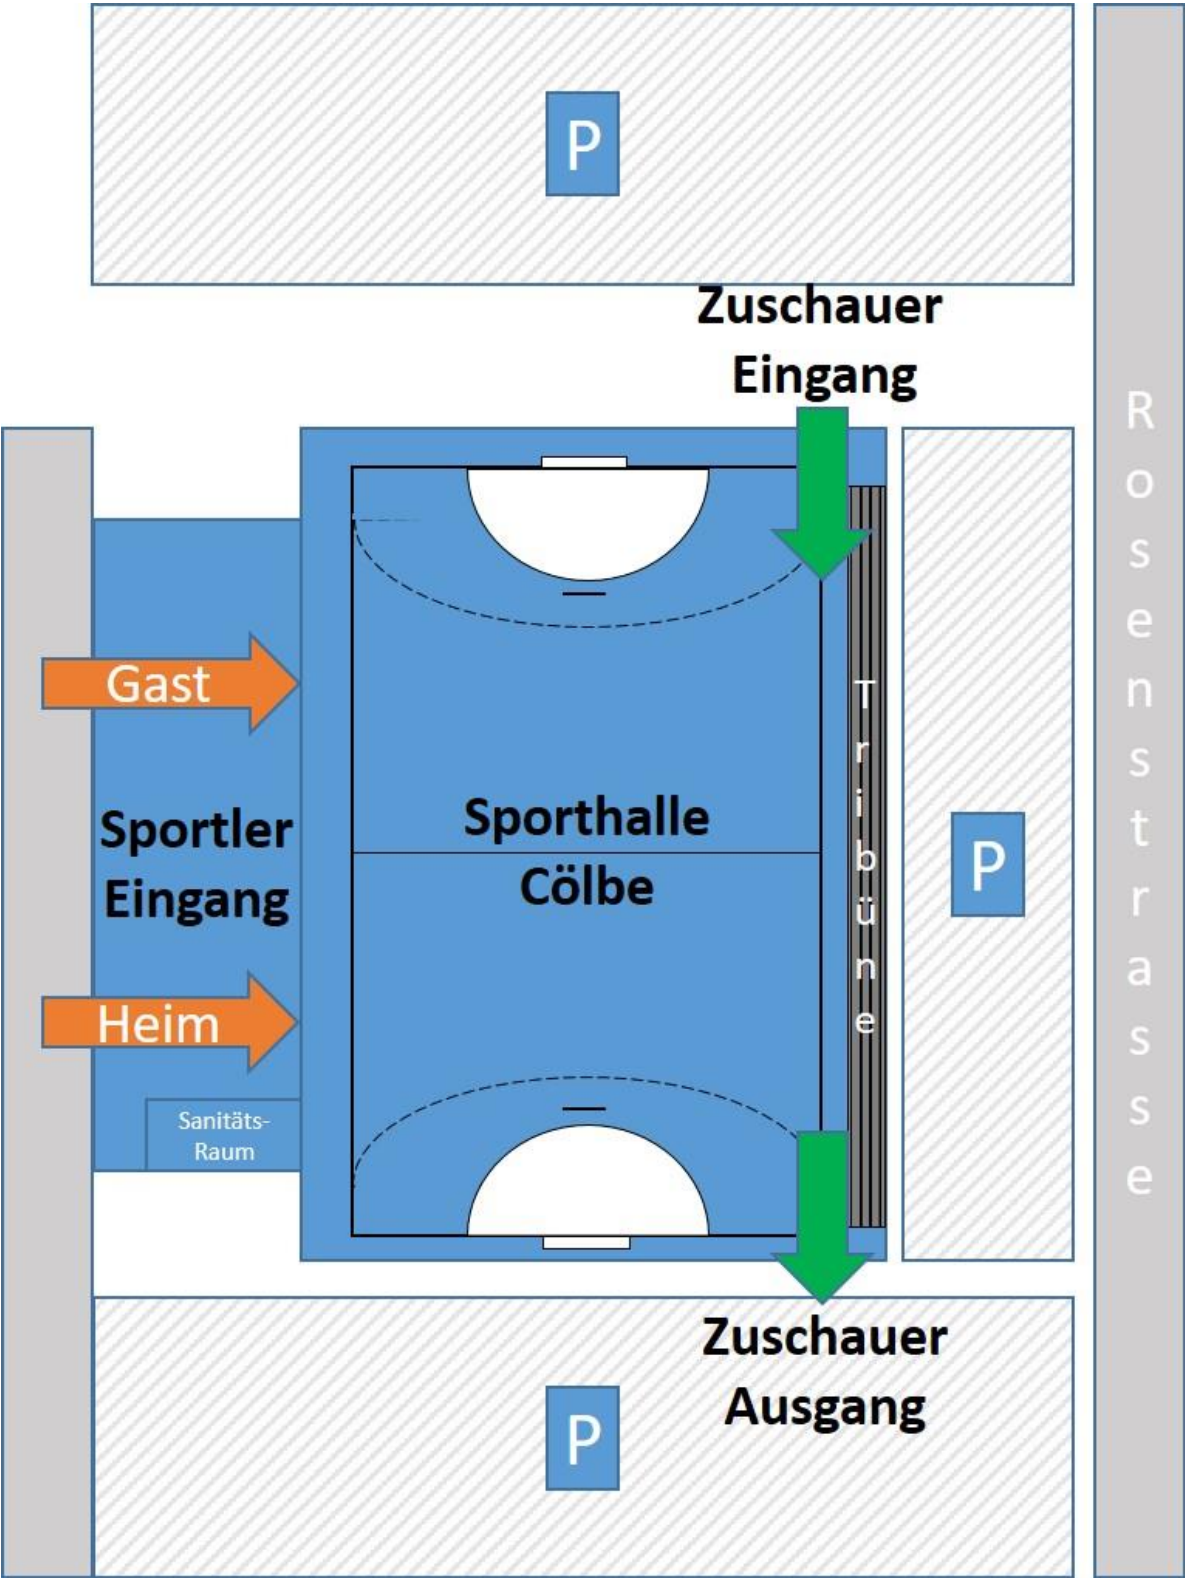 P
Zuschauer
Eingang
Rosenstrasse
Gast
Tribüne
Sporthalle
Cölbe
Sportler
Eingang
P
Heim
Sanitäts-
Raum
Zuschauer
Ausgang
P